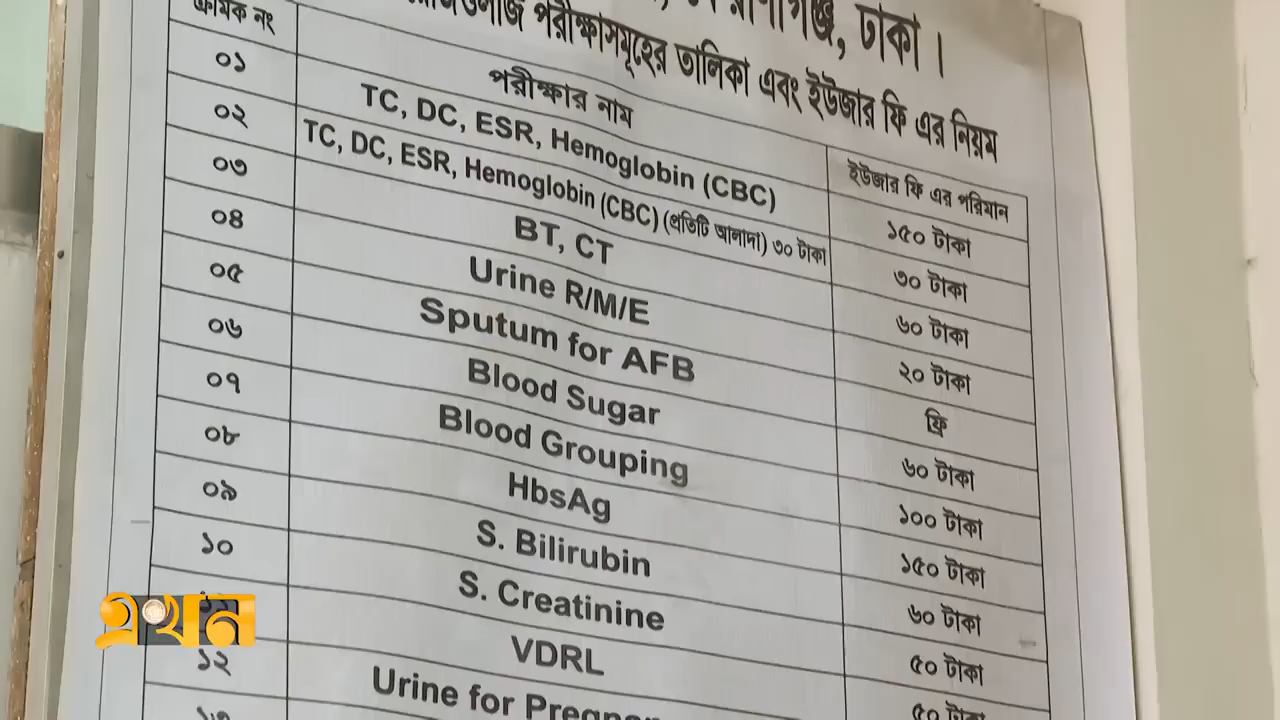 ঢাকা ।
পরীক্ষাসমূহের তালিকা এবং ইউজার ফি এর নিয়ম
ক্রমিক নং পরীক্ষার নাম ইউজার ফি এর পরিমান
০১ TC, DC, ESR, Hemoglobin (CBC) ১৫০ টাকা
০২ TC, DC, ESR, Hemoglobin (CBC) (প্রতিটি আলাদা) ৩০ টাকা ৩০ টাকা
০৩ BT, CT ৬০ টাকা
০৪ Urine R/M/E ২০ টাকা
০৫ Sputum for AFB ফ্রি
০৬ Blood Sugar ৬০ টাকা
০৭ Blood Grouping ১০০ টাকা
০৮ HbsAg ১৫০ টাকা
০৯ S. Bilirubin ৬০ টাকা
১০ S. Creatinine ৫০ টাকা
VDRL ৫০ টাকা
১২ Urine for
এখন